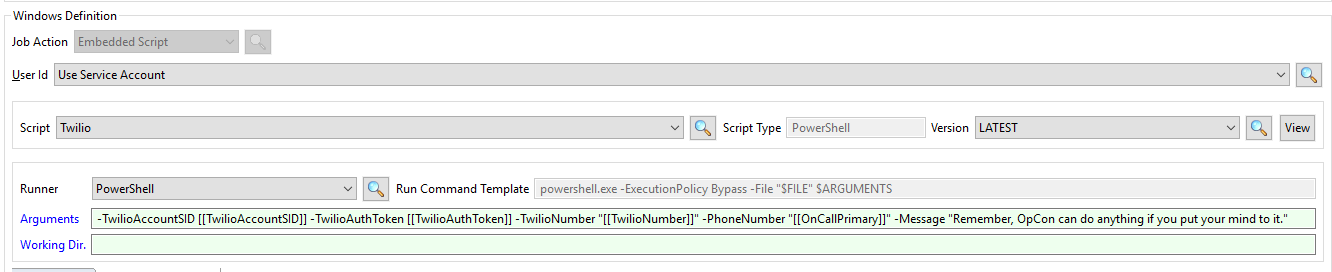 Windows Definition
Job Action Embedded Script
User Id Use Service Account
Script Twilio Script Type PowerShell Version LATEST View
Runner PowerShell Run Command Template powershell.exe -ExecutionPolicy Bypass -File "$FILE" $ARGUMENTS
Arguments -TwilioAccountSID [[TwilioAccountSID]] -TwilioAuthToken [[TwilioAuthToken]] -TwilioNumber "[[TwilioNumber]]" -PhoneNumber "[[OnCallPrimary]]" -Message "Remember, OpCon can do anything if you put your mind to it."
Working Dir.